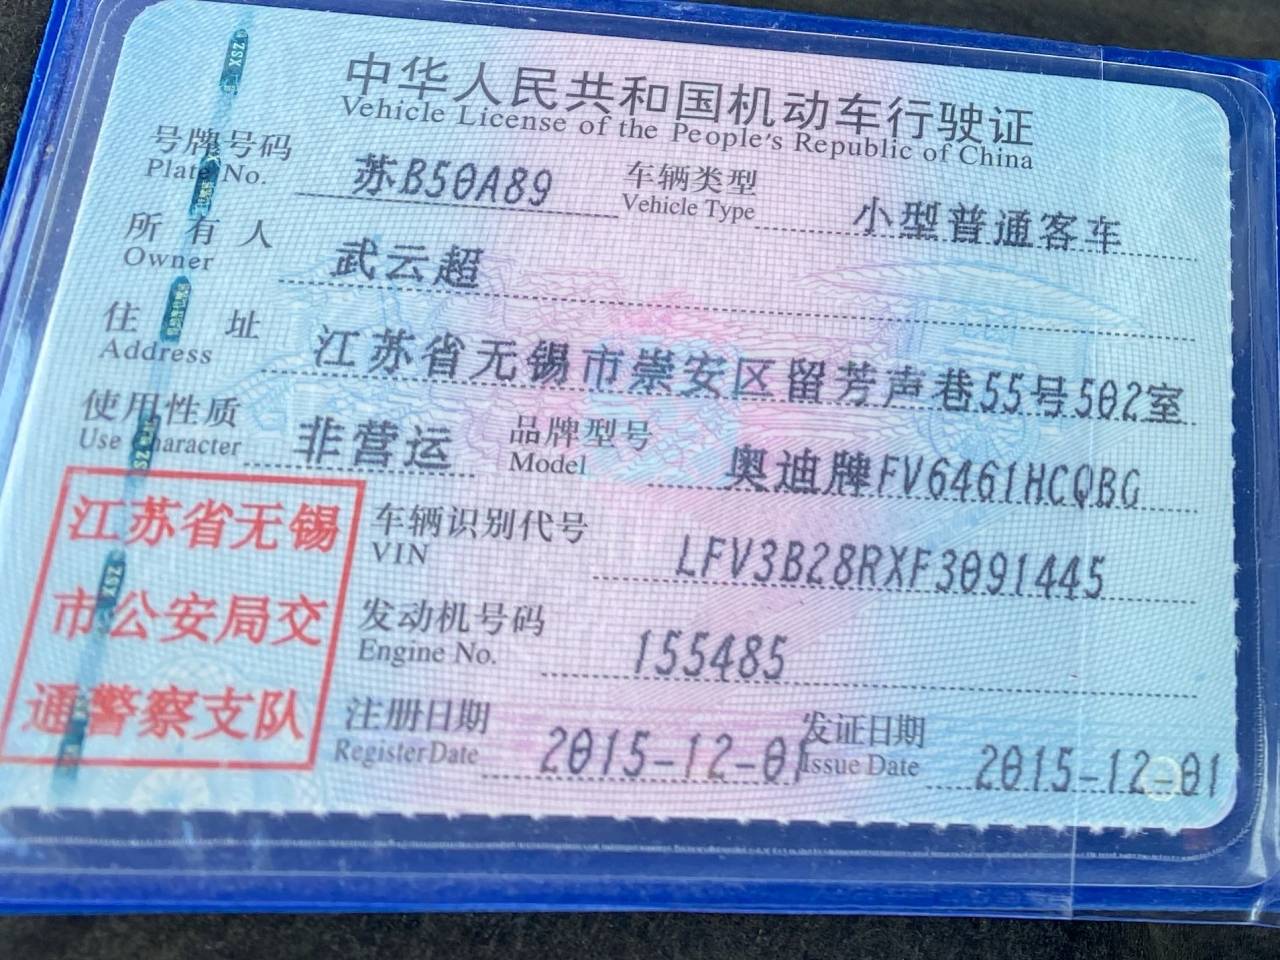 中华人民共和国机动车行驶证
Vehicle License of the People's Republic of China
号牌号码 苏B50A89 车辆类型 小型普通客车
Plate No. Vehicle Type
所有人 武云超
Owner
住址 江苏省无锡市崇安区留芳声巷55号502室
Address
使用性质 非营运 品牌型号 奥迪牌FV6461HCQBG
Use Character Model
车辆识别代号 LFV3B28RXF3091445
VIN
发动机号码 155485
Engine No.
注册日期 2015-12-01 发证日期 2015-12-01
Register Date Issue Date
江苏省无锡
市公安局交
通警察支队
XSZ
XSZ
XSZ